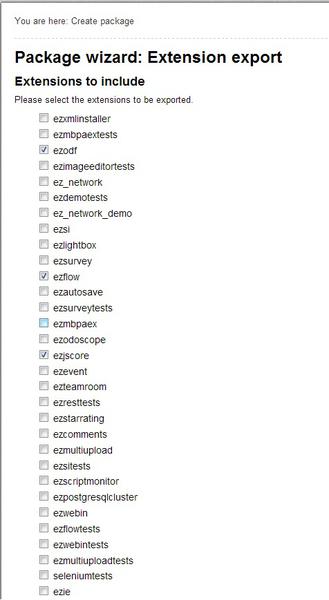 You are here: Create package
Package wizard: Extension export
Extensions to include
Please select the extensions to be exported.
ezxmlinstaller
ezmbpaextests
ezodf
ezimageeditortests
ez_network
ezdemotests
ez_network_demo
ezsi
ezlightbox
ezsurvey
ezflow
ezautosave
ezsurveytests
ezmbpaex
ezodoscope
ezjscore
ezevent
ezteamroom
ezresttests
ezstarrating
ezcomments
ezmultiupload
ezsitests
ezscriptmonitor
ezpostgresqlcluster
ezwebin
ezflowtests
ezwebintests
ezmultiuploadtests
seleniumtests
ezie